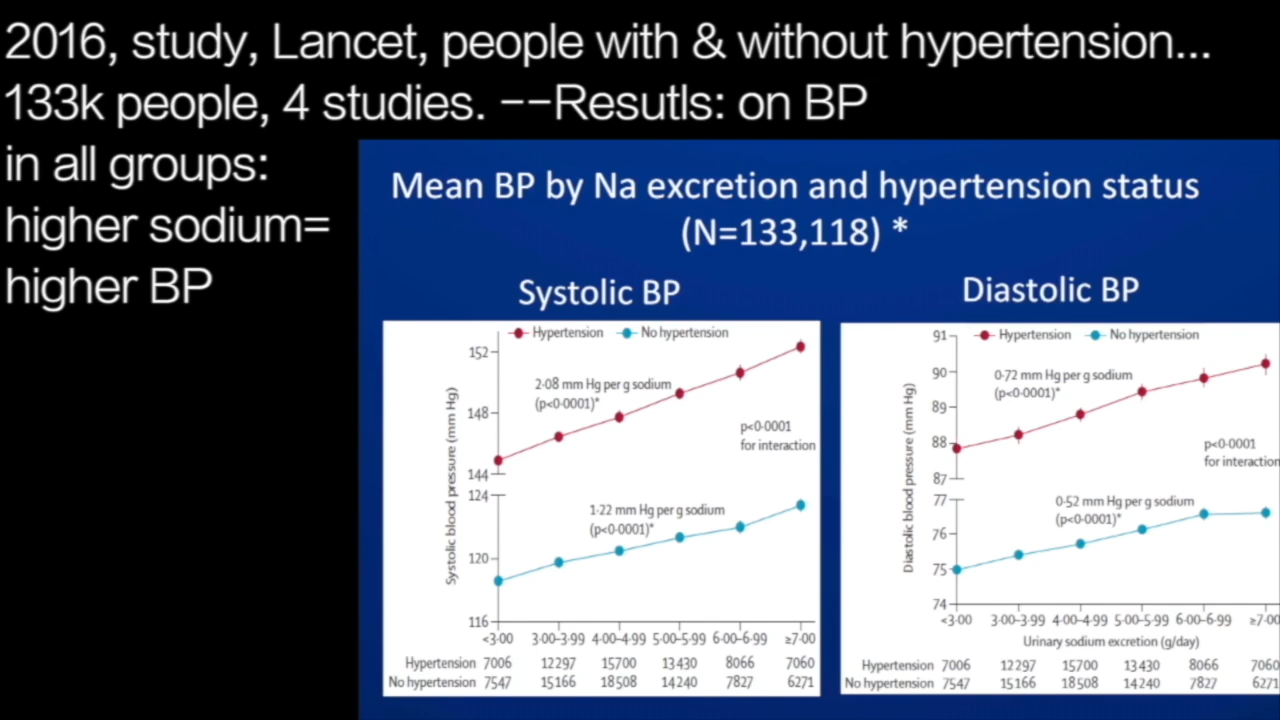 2016, study, Lancet, people with & without hypertension...
133k people, 4 studies. --Resutls: on BP
in all groups:
higher sodium=
higher BP
Mean BP by Na excretion and hypertension status
(N=133,118) *
Systolic BP
Hypertension No hypertension
152
148
144
124
120
116
Systolic blood pressure (mm Hg)
2·08 mm Hg per g sodium
(p<0·0001)*
p<0·0001
for interaction
1·22 mm Hg per g sodium
(p<0·0001)*
<3·00 3·00–3·99 4·00–4·99 5·00–5·99 6·00–6·99 ≥7·00
Hypertension 7006 12297 15700 13430 8066 7060
No hypertension 7547 15166 18508 14240 7827 6271
Diastolic BP
Hypertension No hypertension
91
90
89
88
87
77
76
75
74
Diastolic blood pressure (mm Hg)
0·72 mm Hg per g sodium
(p<0·0001)*
p<0·0001
for interaction
0·52 mm Hg per g sodium
(p<0·0001)*
<3·00 3·00–3·99 4·00–4·99 5·00–5·99 6·00–6·99 ≥7·00
Urinary sodium excretion (g/day)
Hypertension 7006 12297 15700 13430 8066 7060
No hypertension 7547 15166 18508 14240 7827 6271